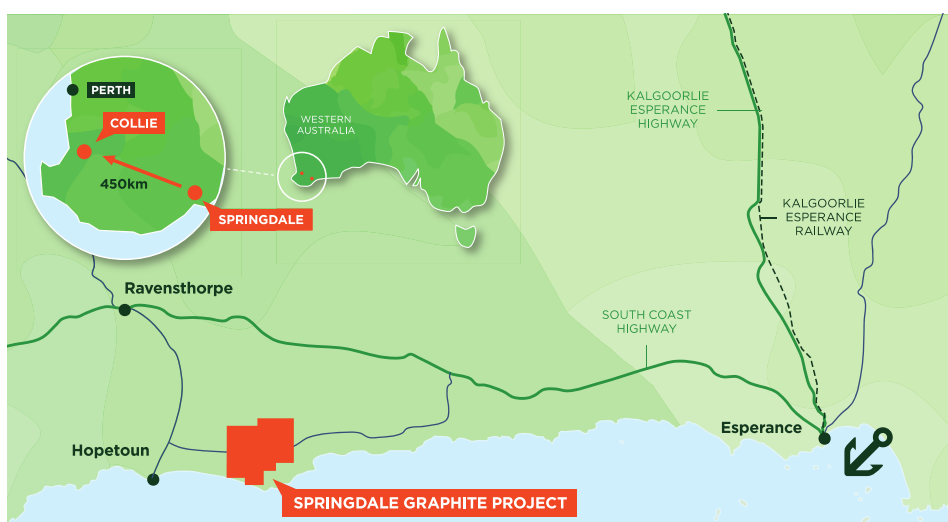 PERTH
COLLIE
450km
SPRINGDALE
WESTERN
AUSTRALIA
KALGOORLIE
ESPERANCE
HIGHWAY
KALGOORLIE
ESPERANCE
RAILWAY
Ravensthorpe
SOUTH COAST
HIGHWAY
Esperance
Hopetoun
SPRINGDALE GRAPHITE PROJECT